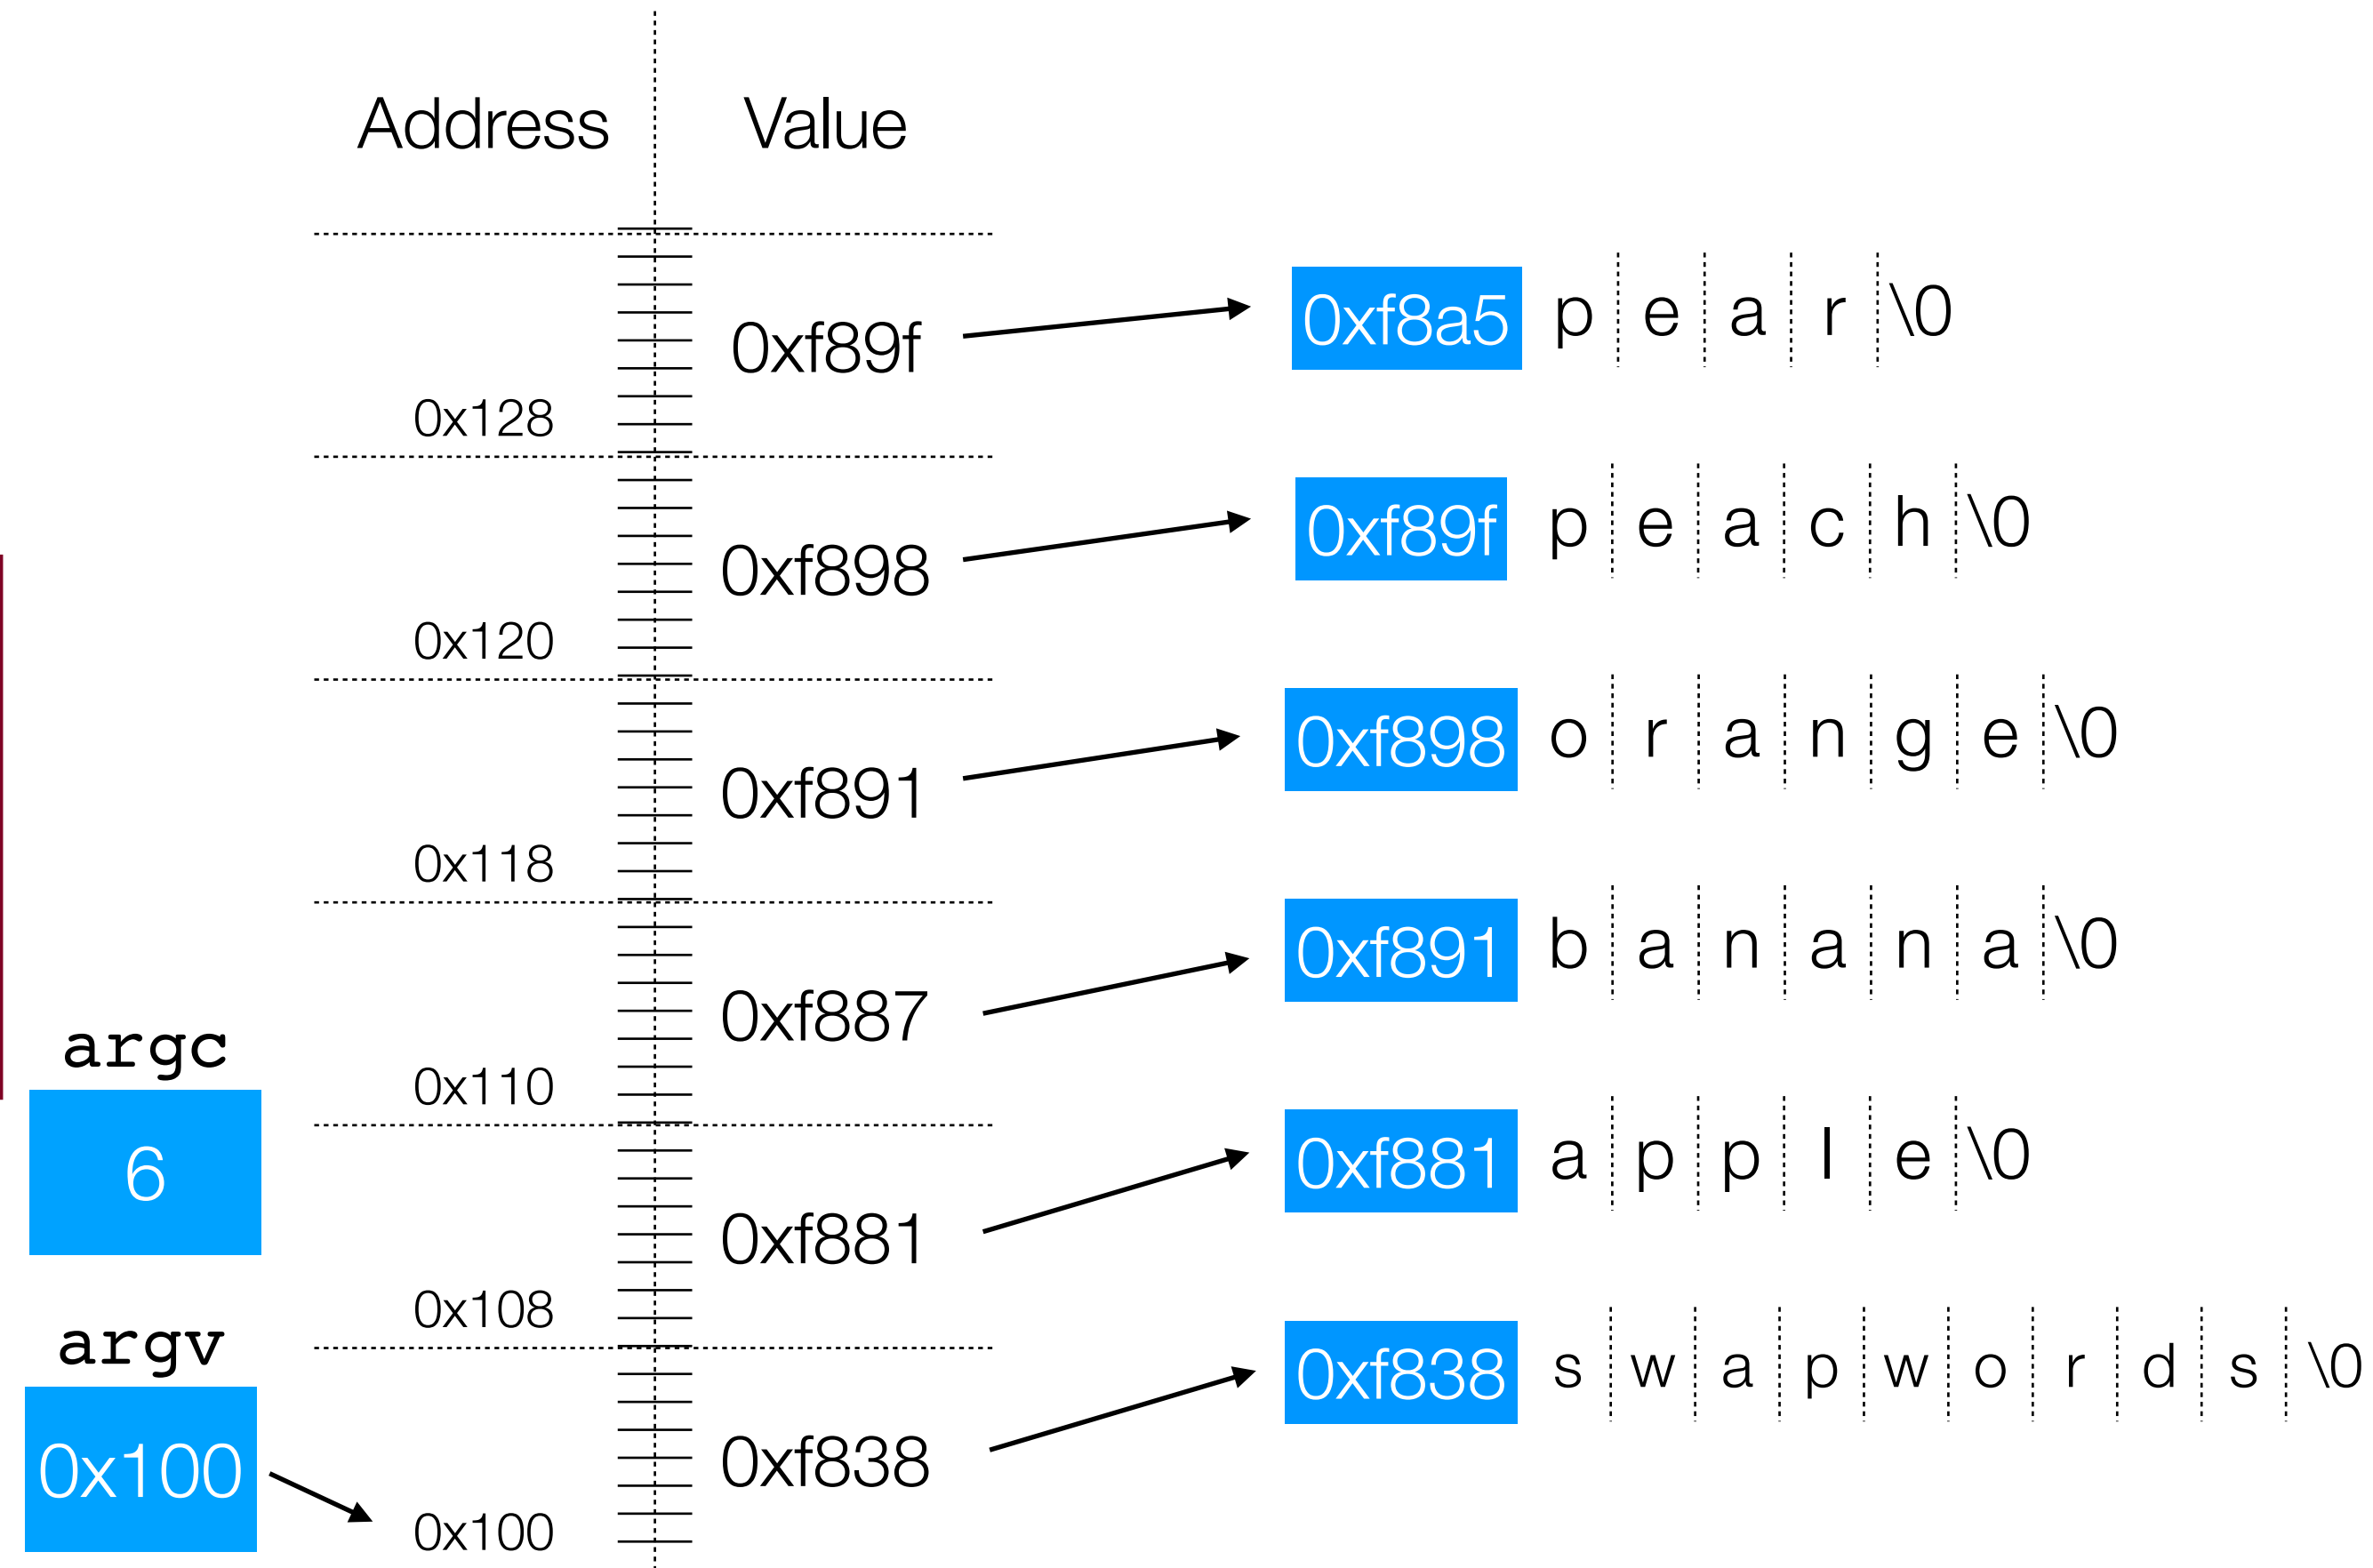 Address Value
0xf89f 0xf8a5 p e a r \0
0x128
0xf898 0xf89f p e a c h \0
0x120
0xf891 0xf898 o r a n g e \0
0x118
0xf887 0xf891 b a n a n a \0
argc
0x110
6
0xf881 0xf881 a p p l e \0
0x108
argv
0xf838 0xf838 s w a p w o r d s \0
0x100
0x100